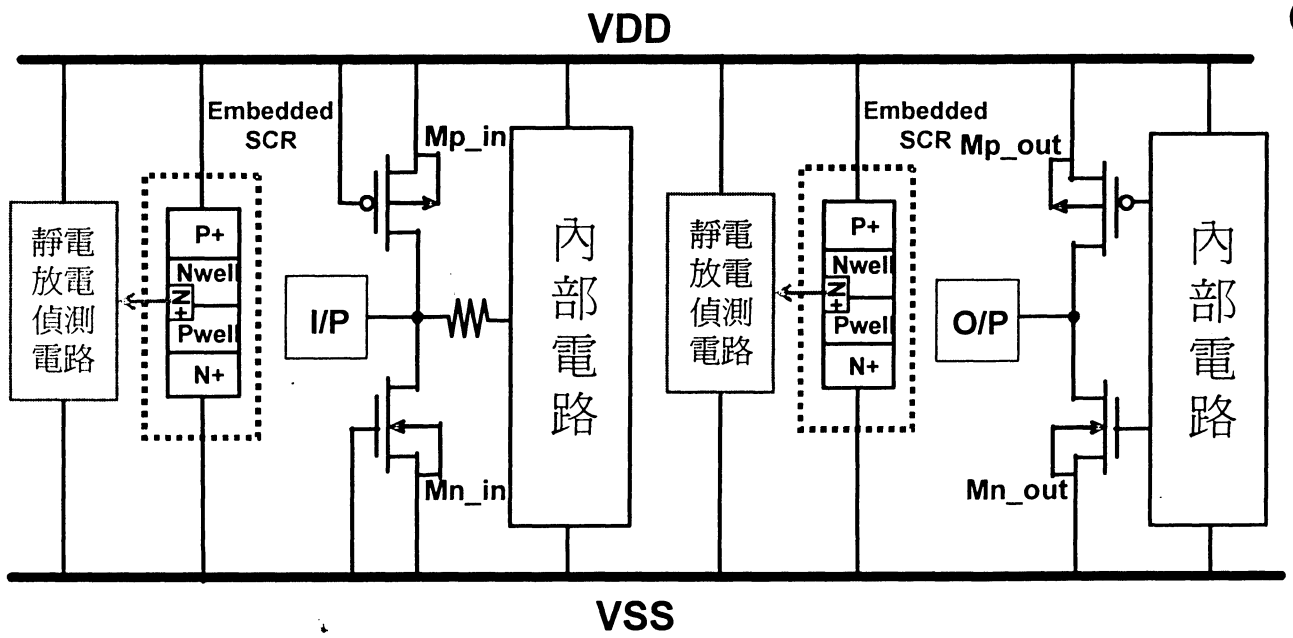 VDD
Embedded
SCR
Mp_in
靜電
放電
偵測
電路
P+
Nwell
N+
Pwell
N+
I/P
Mn_in
內
部
電
路
Embedded
SCR
Mp_out
靜電
放電
偵測
電路
P+
Nwell
N+
Pwell
N+
O/P
Mn_out
內
部
電
路
VSS